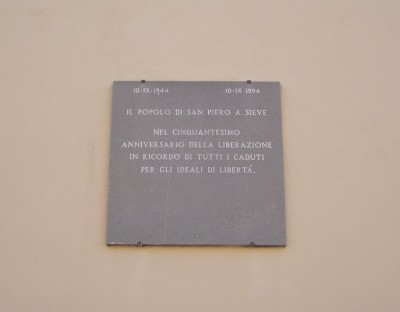 10·IX·1944 10·IX·1994
IL POPOLO DI SAN PIERO A SIEVE
NEL CINQUANTESIMO
ANNIVERSARIO DELLA LIBERAZIONE
IN RICORDO DI TUTTI I CADUTI
PER GLI IDEALI DI LIBERTÁ.